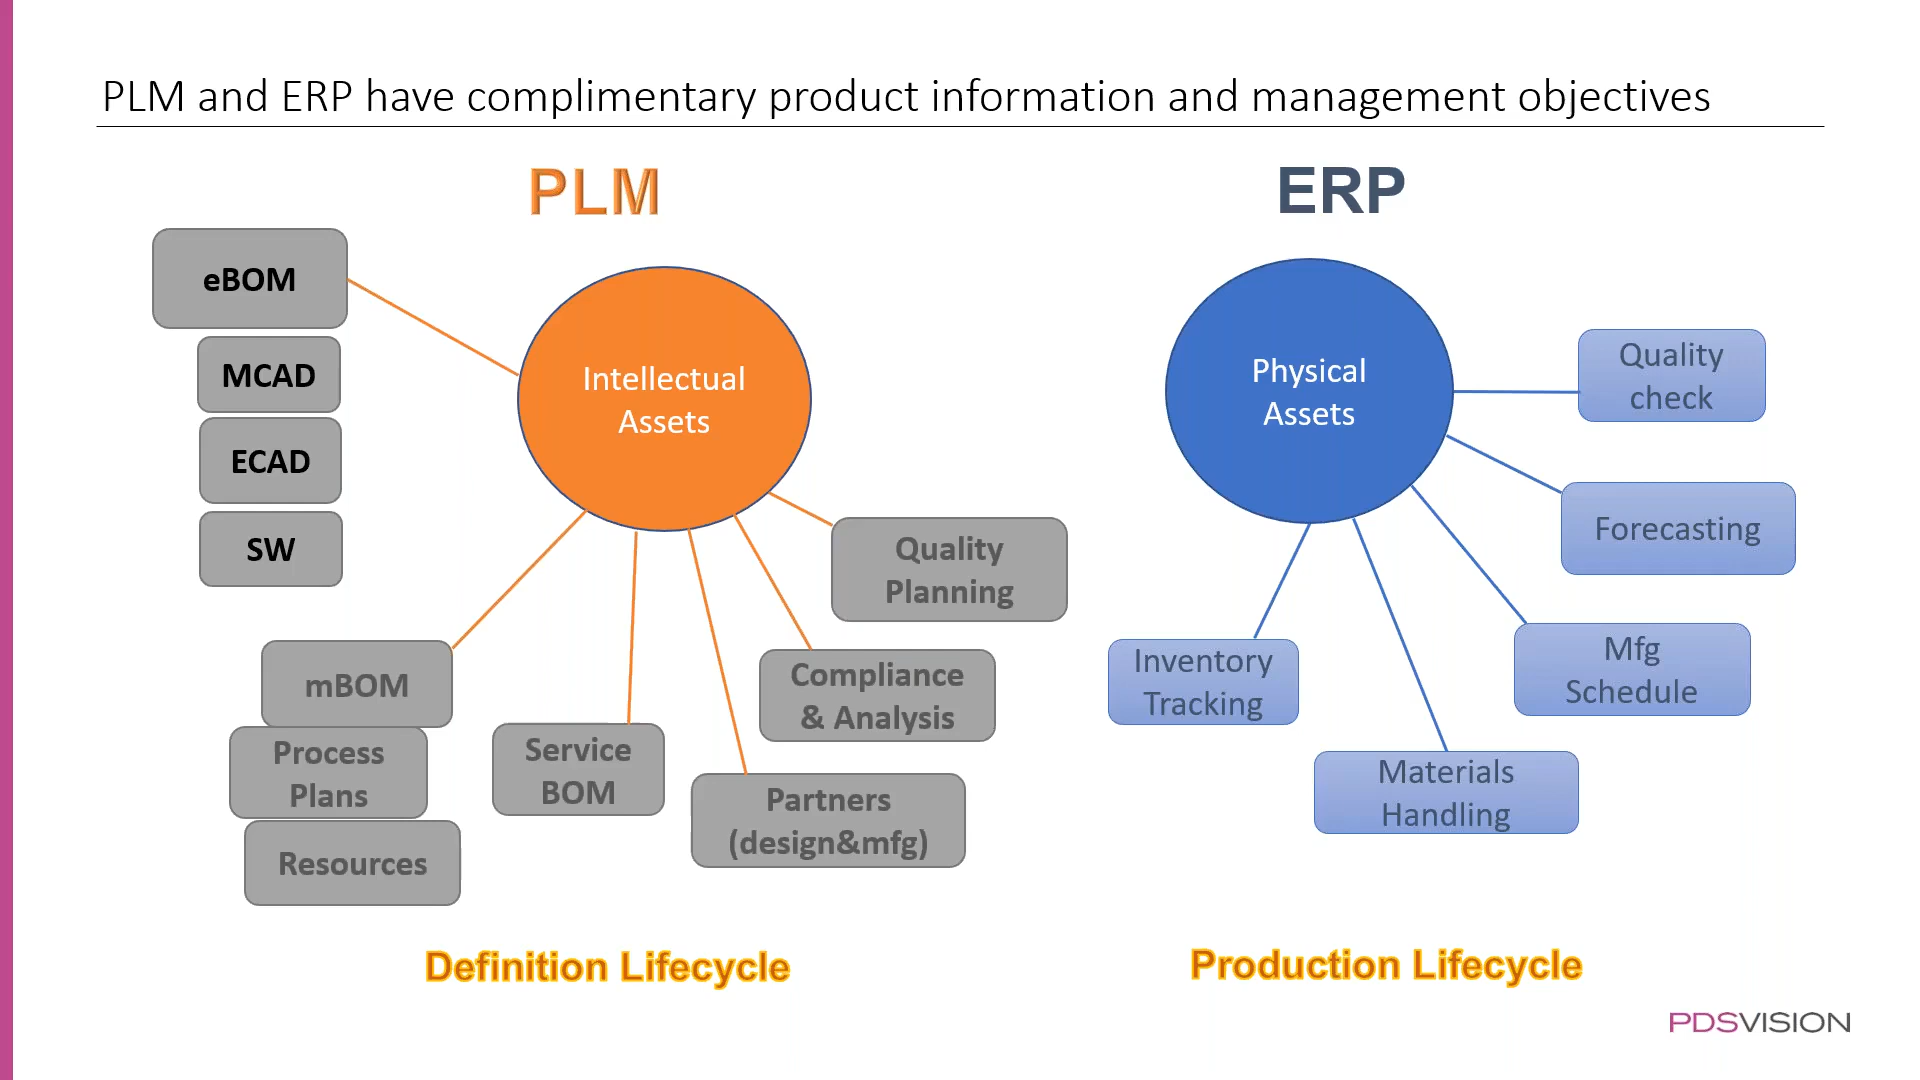 PLM and ERP have complimentary product information and management objectives
PLM
eBOM
MCAD
ECAD
SW
Intellectual
Assets
mBOM
Process
Plans
Resources
Service
BOM
Partners
(design&mfg)
Compliance
& Analysis
Quality
Planning
Definition Lifecycle
ERP
Physical
Assets
Quality
check
Forecasting
Mfg
Schedule
Materials
Handling
Inventory
Tracking
Production Lifecycle
PDSVISION